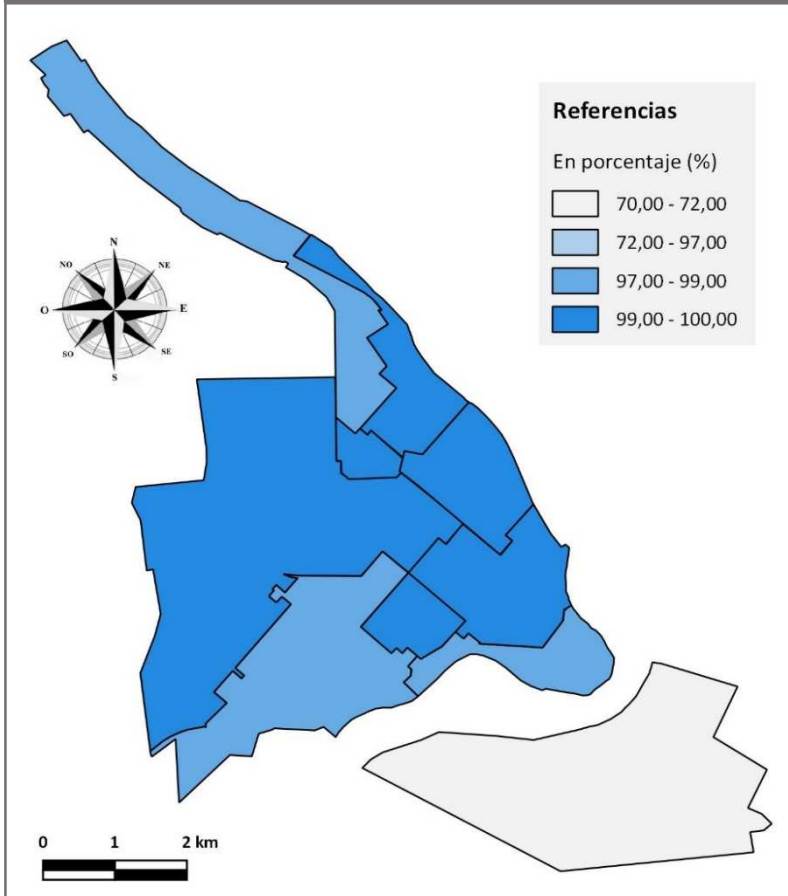 Referencias
En porcentaje (%)
70,00 - 72,00
72,00 - 97,00
97,00 - 99,00
99,00 - 100,00
N
NO
NE
O
E
SO
SE
S
0 1 2 km